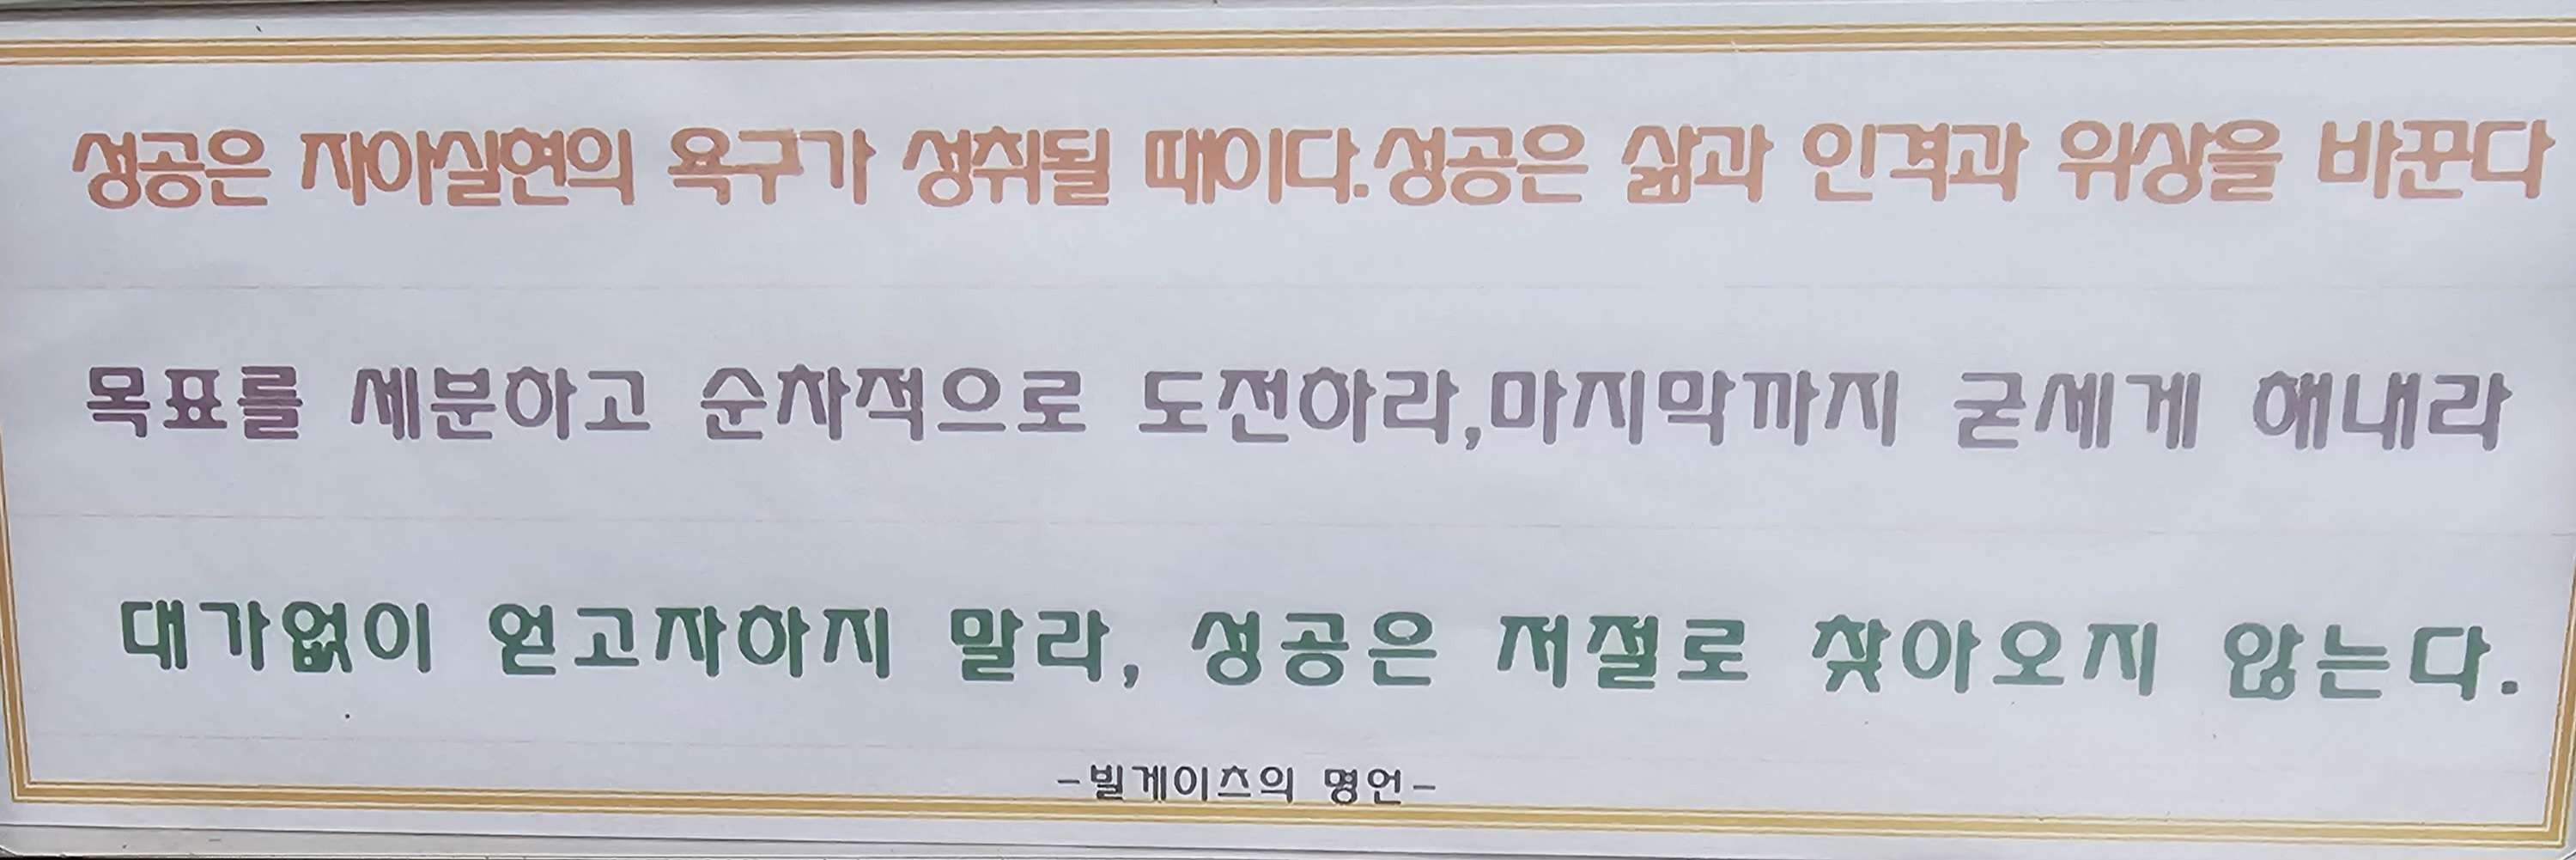 성공은 자아실현의 욕구가 성취될 때이다.성공은 삶과 인격과 위상을 바꾼다
목표를 세분하고 순차적으로 도전하라,마지막까지 굳세게 해내라
대가없이 얻고자하지 말라, 성공은 저절로 찾아오지 않는다.
-빌게이츠의 명언-